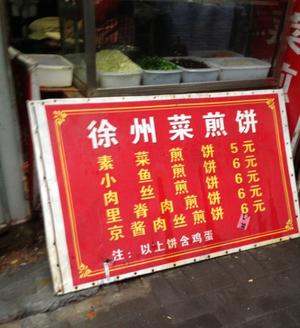 徐州菜煎饼
素菜煎饼 5元
小鱼煎饼 6元
肉丝煎饼 6元
里脊肉煎饼 6元
京酱肉丝煎饼 6元
注：以上饼含鸡蛋